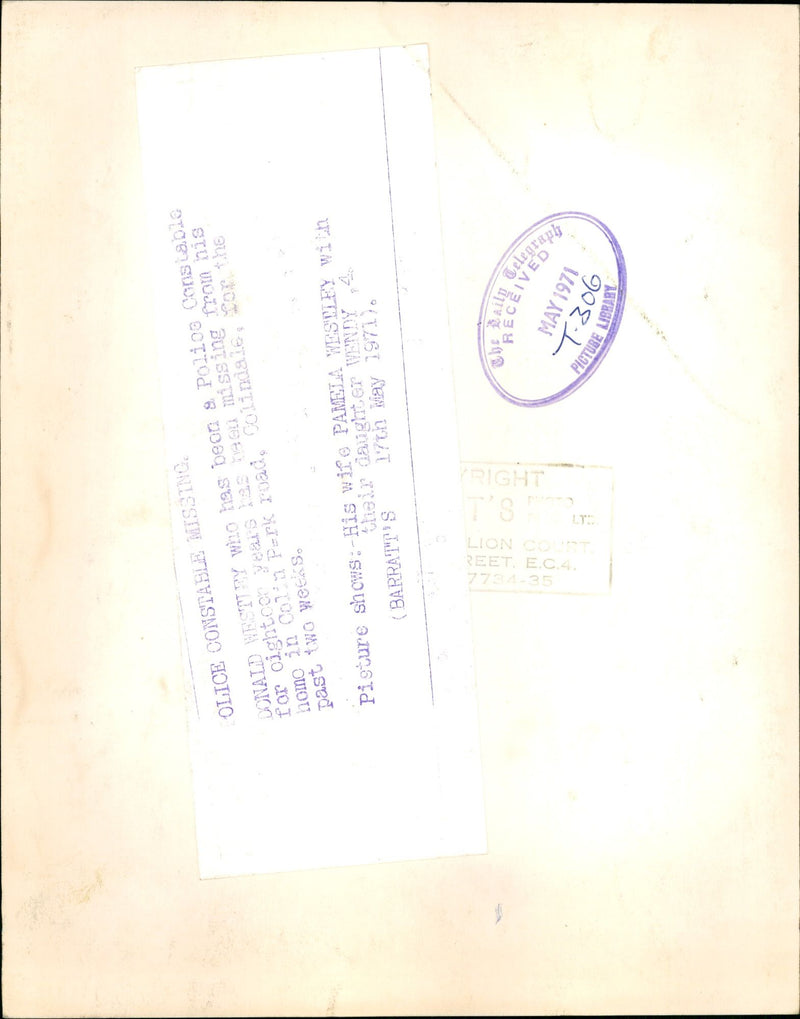 POLICE CONSTABLE MISSING.
DONALD WESTLEY who has been a Police Constable
for eighteen years has been missing from his
home in Colin Park road, Colindale, for the
past two weeks.
Picture shows:-His wife PAMELA WESTLEY with
their daughter WENDY ,4.
(BARRATT'S 17th May 1971).
The Daily Telegraph
RECEIVED
MAY 1971
T.306
PICTURE LIBRARY
YRIGHT
T'S PHOTO
LTD.
LION COURT.
REET. E.C.4.
7734-35